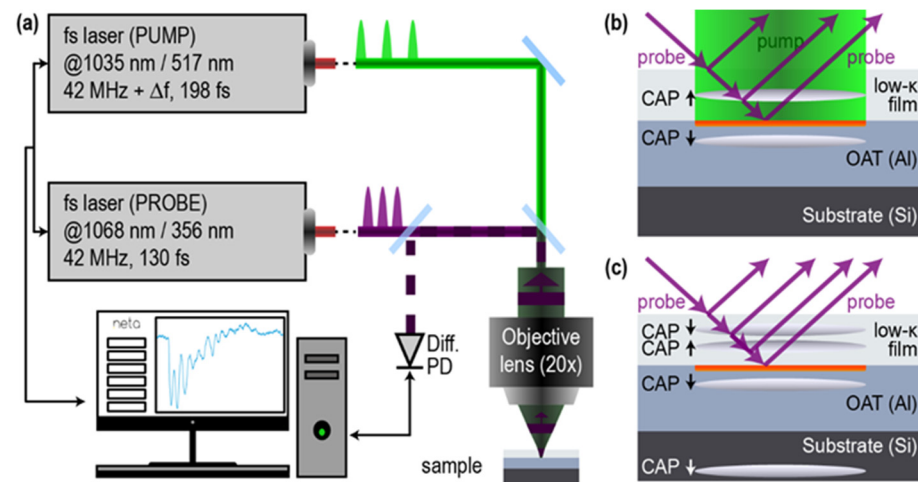 (a)
fs laser (PUMP)
@1035 nm / 517 nm
42 MHz + Δf, 198 fs
fs laser (PROBE)
@1068 nm / 356 nm
42 MHz, 130 fs
neta
Diff.
PD
Objective
lens (20x)
sample
(b)
pump
probe
probe
CAP
low-κ
film
CAP
OAT (Al)
Substrate (Si)
(c)
probe
probe
CAP
CAP
low-κ
film
CAP
OAT (Al)
Substrate (Si)
CAP